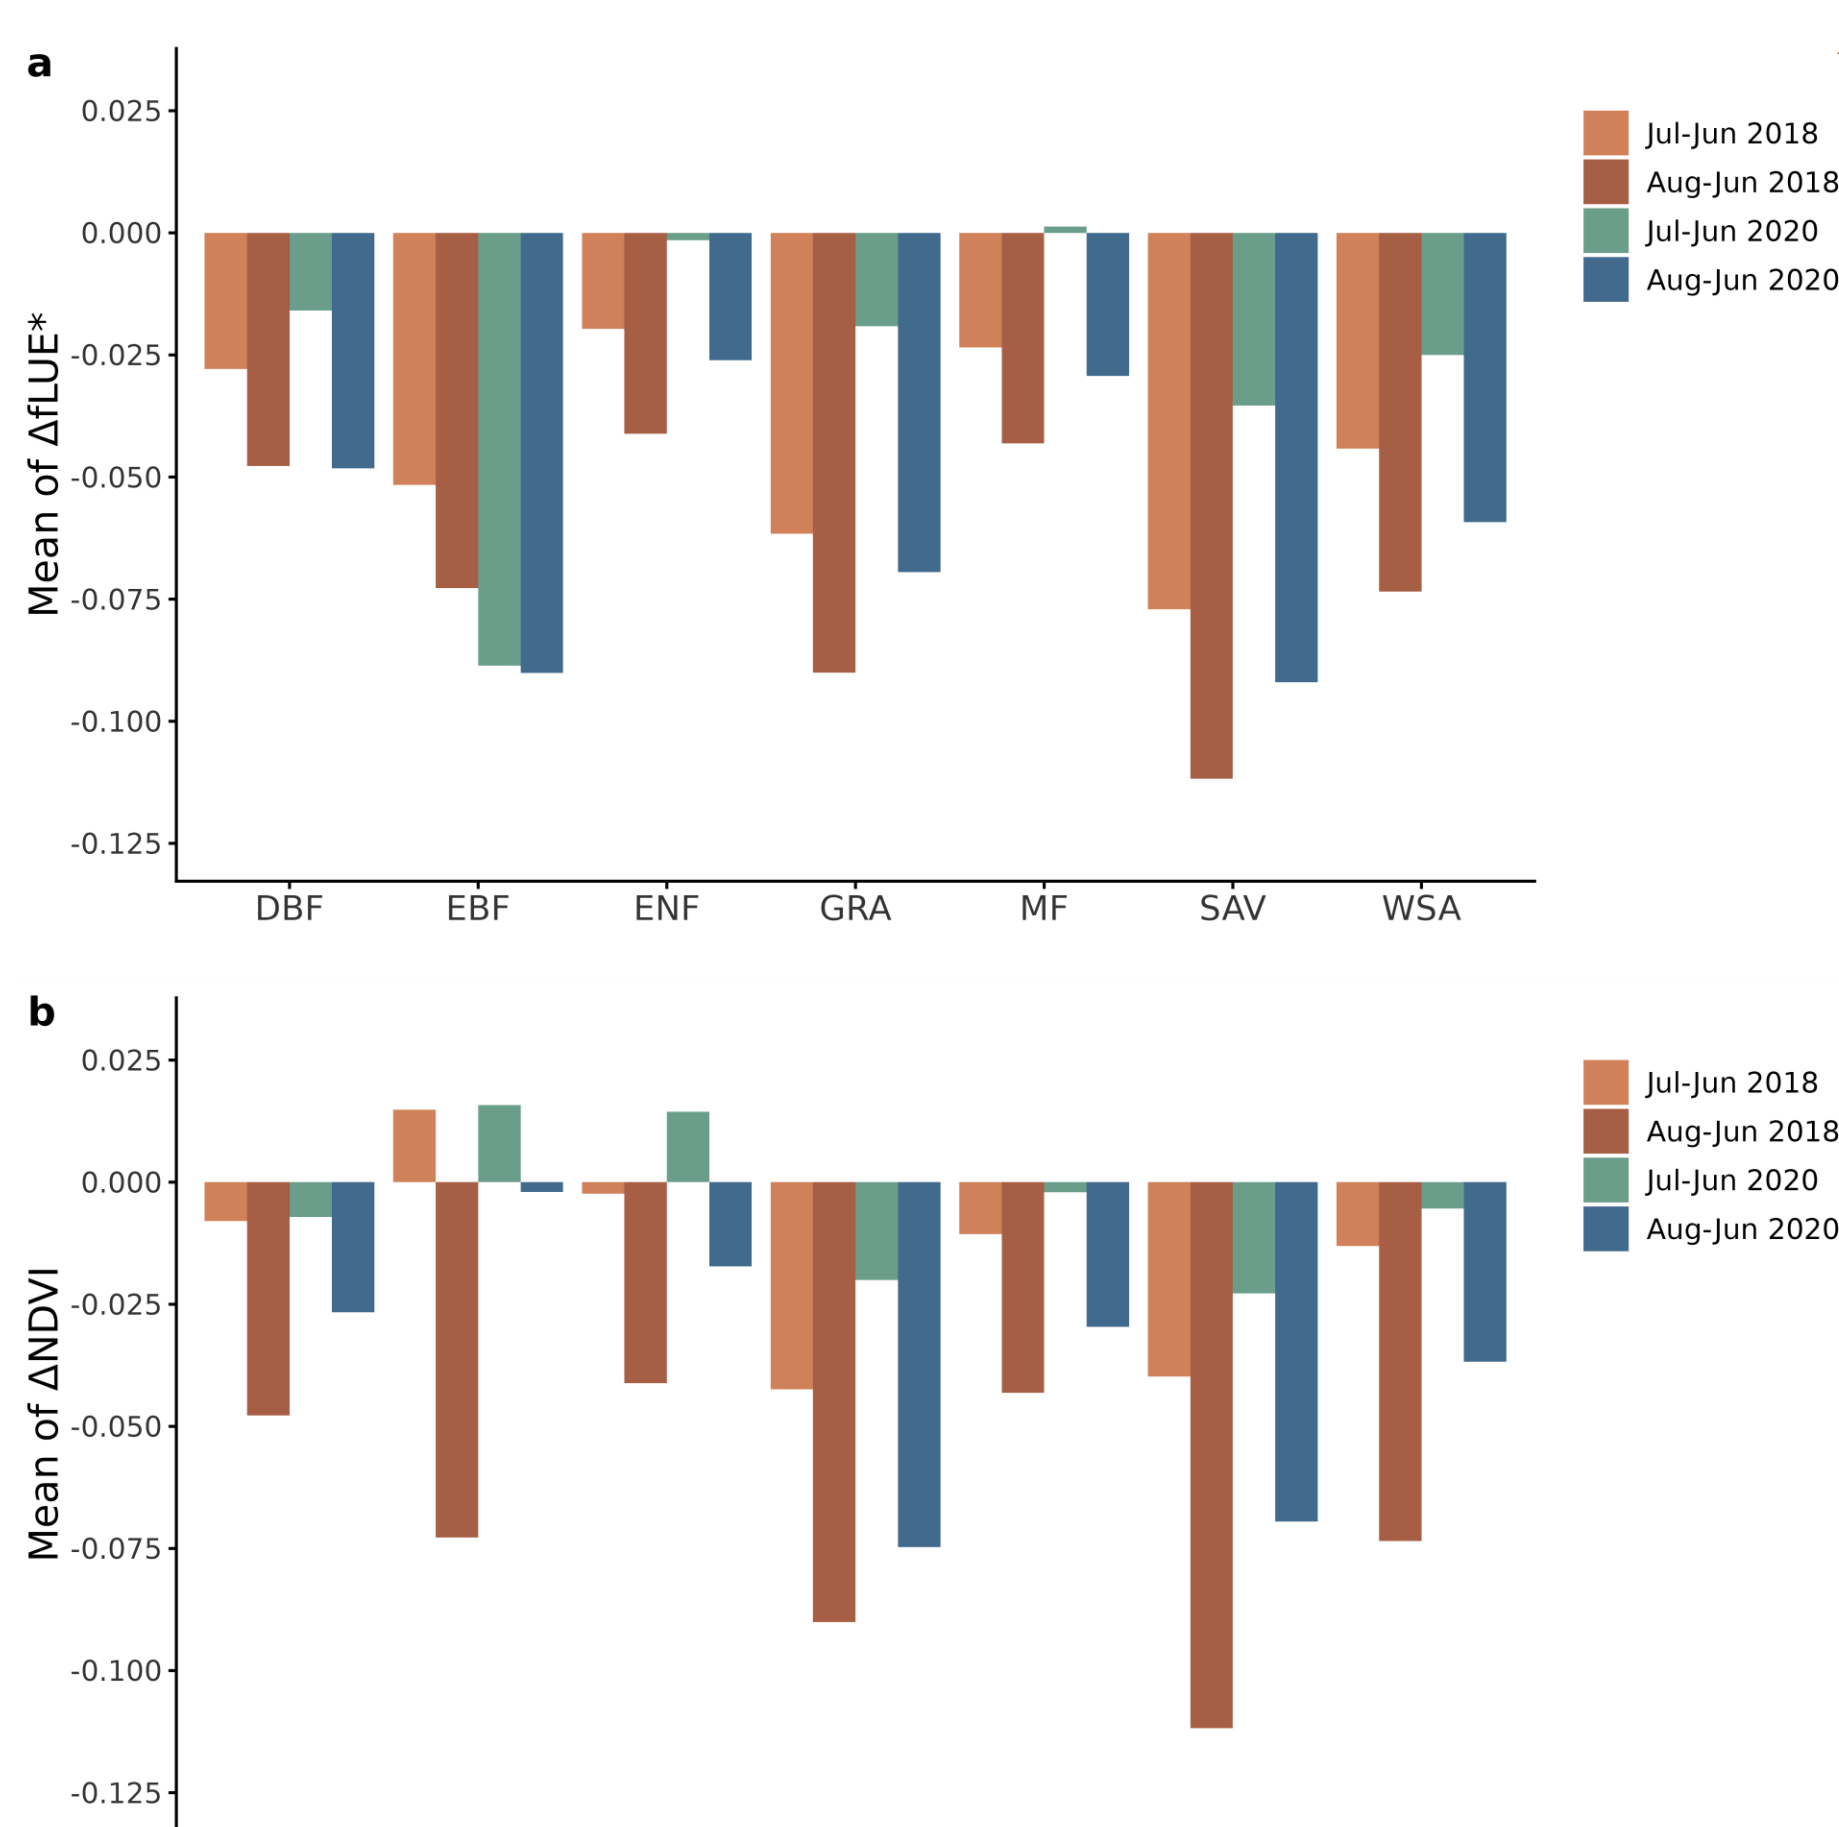 a
0.025
0.000
-0.025
-0.050
-0.075
-0.100
-0.125
Mean of ΔfLUE*
DBF EBF ENF GRA MF SAV WSA
Jul-Jun 2018
Aug-Jun 2018
Jul-Jun 2020
Aug-Jun 2020
b
0.025
0.000
-0.025
-0.050
-0.075
-0.100
-0.125
Mean of ΔNDVI
Jul-Jun 2018
Aug-Jun 2018
Jul-Jun 2020
Aug-Jun 2020